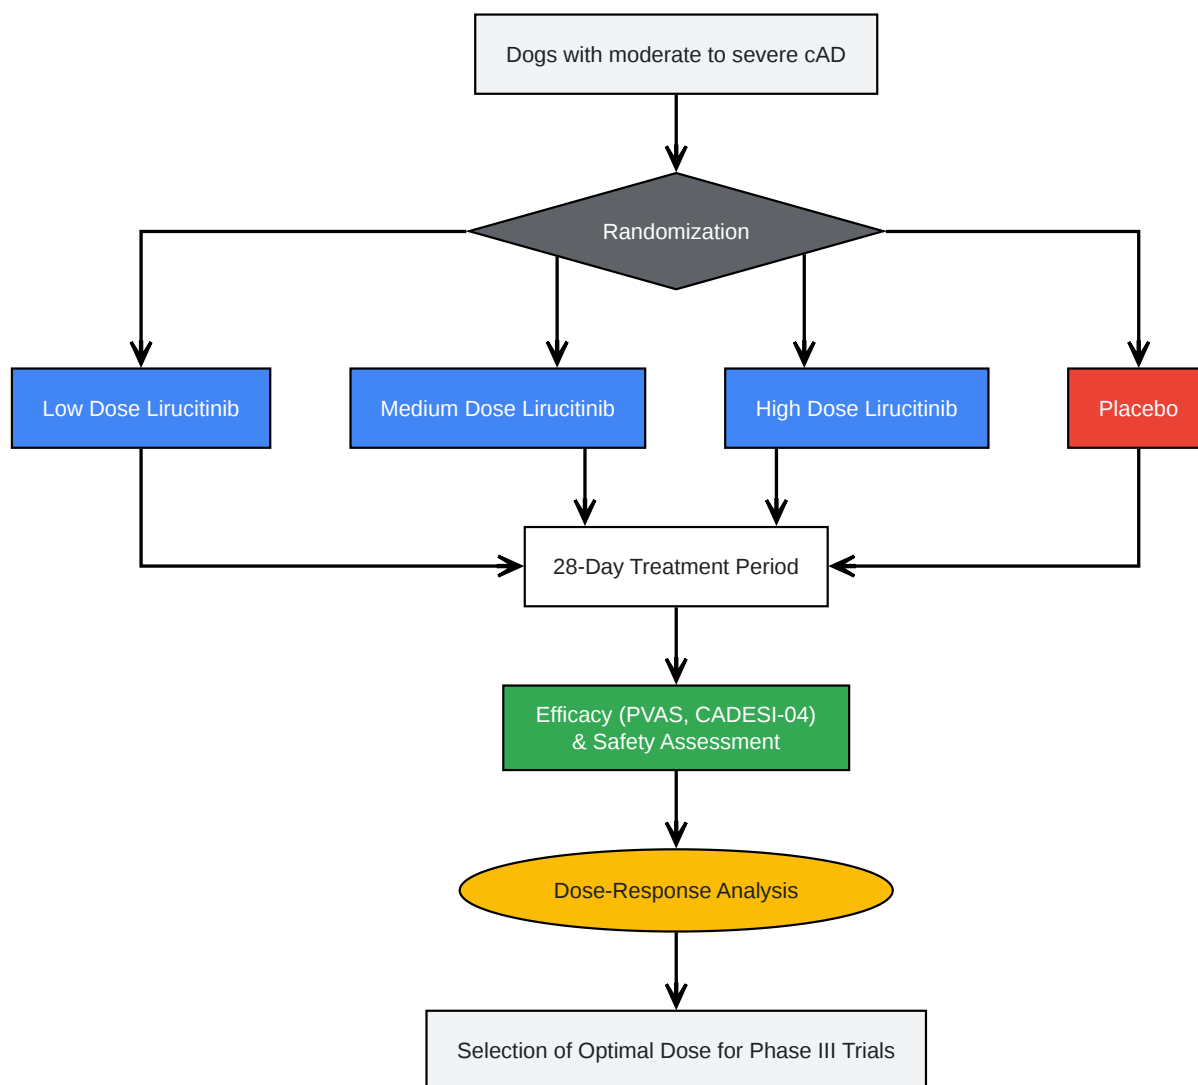 Dogs with moderate to severe cAD
Randomization
Low Dose Lirucitinib
Medium Dose Lirucitinib
High Dose Lirucitinib
Placebo
28-Day Treatment Period
Efficacy (PVAS, CADESI-04)
& Safety Assessment
Dose-Response Analysis
Selection of Optimal Dose for Phase III Trials